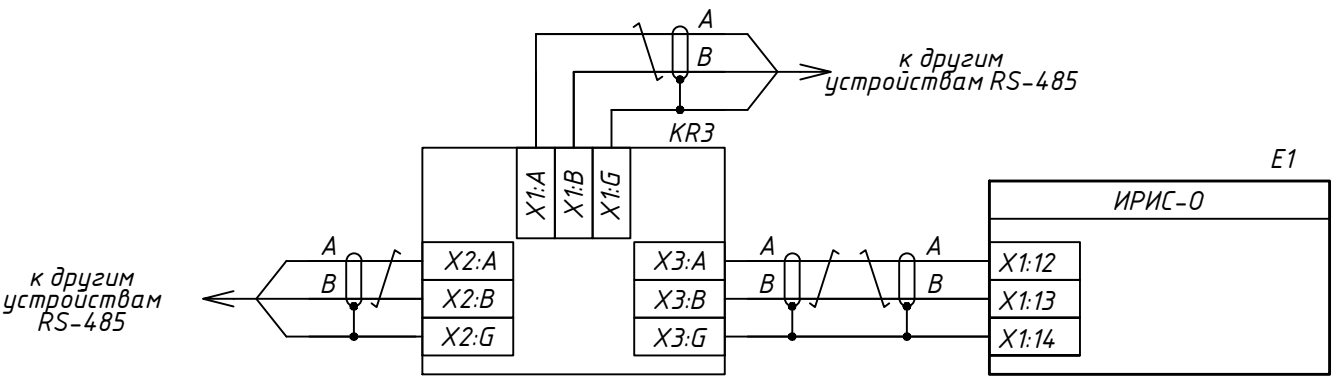 A
B
к другим
устройствам RS-485
KR3
E1
X1:A
X1:B
X1:G
ИРИС-О
A
B
X2:A
X2:B
X2:G
X3:A
X3:B
X3:G
A
B
A
B
X1:12
X1:13
X1:14
к другим
устройствам
RS-485